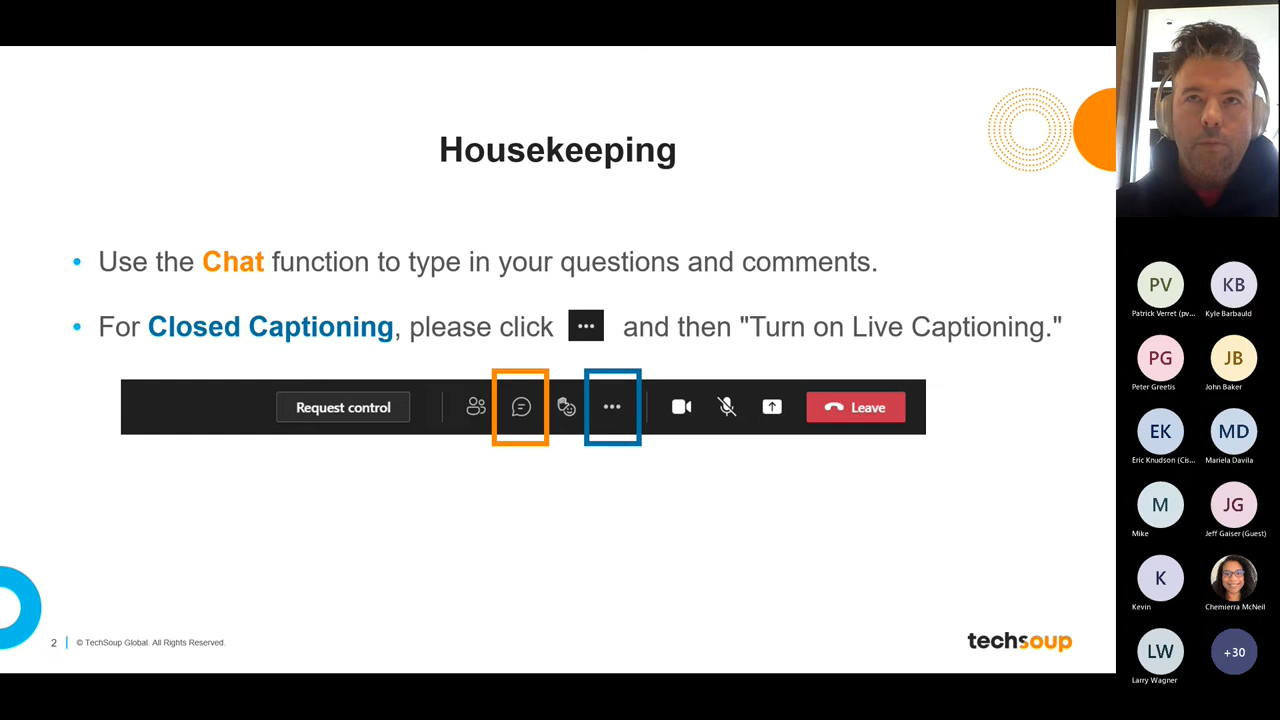 Housekeeping
• Use the Chat function to type in your questions and comments.
• For Closed Captioning, please click ••• and then "Turn on Live Captioning."
Request control
Leave
2 | © TechSoup Global. All Rights Reserved.
techsoup
PV KB
Patrick Verret (pv... Kyle Barbauld
PG JB
Peter Greetis John Baker
EK MD
Eric Knudson (Cis... Mariela Davila
M JG
Mike Jeff Gaiser (Guest)
K
Kevin Chemierra McNeil
LW +30
Larry Wagner